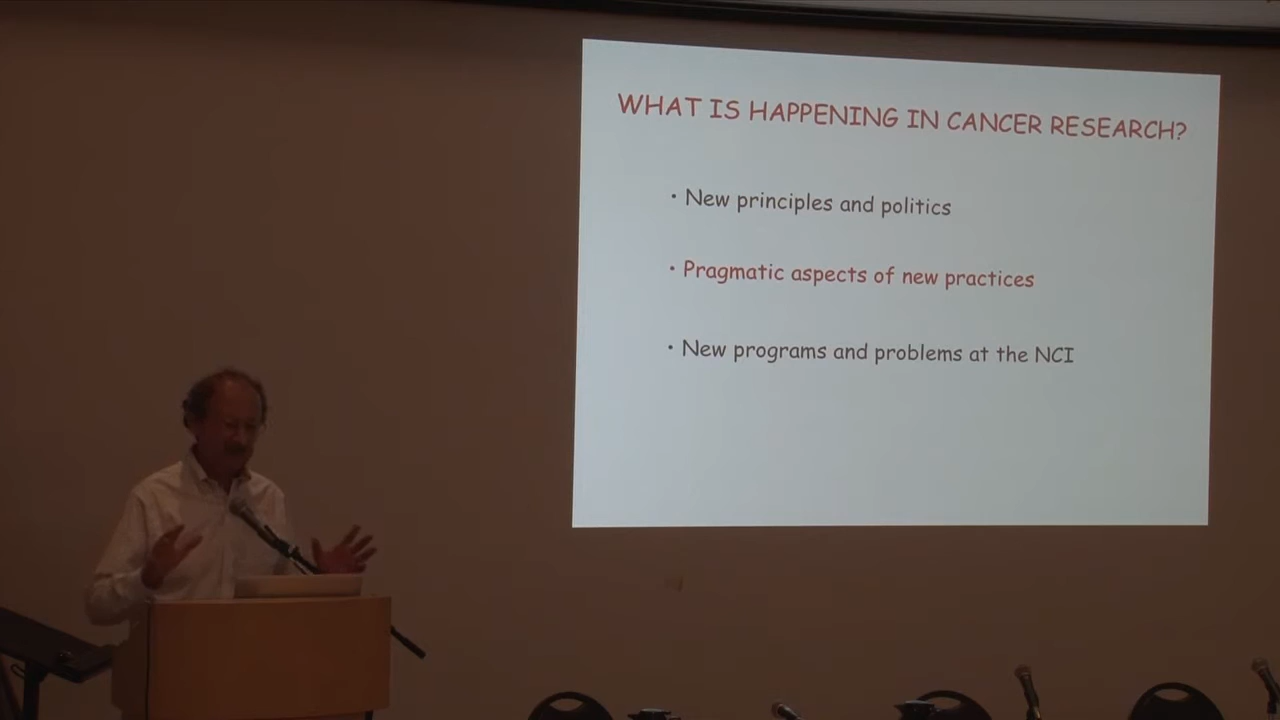 WHAT IS HAPPENING IN CANCER RESEARCH?
• New principles and politics
• Pragmatic aspects of new practices
• New programs and problems at the NCI